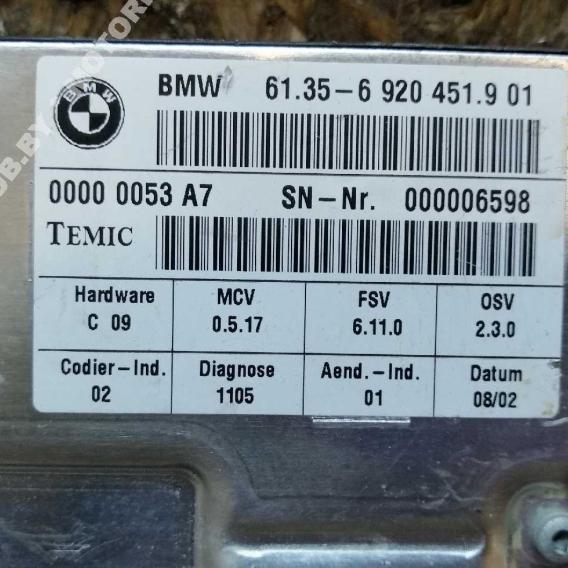 BMW 61.35-6 920 451.9 01
BMW
0000 0053 A7 SN-Nr. 000006598
TEMIC
Hardware MCV FSV OSV
C 09 0.5.17 6.11.0 2.3.0
Codier-Ind. Diagnose Aend.-Ind. Datum
02 1105 01 08/02